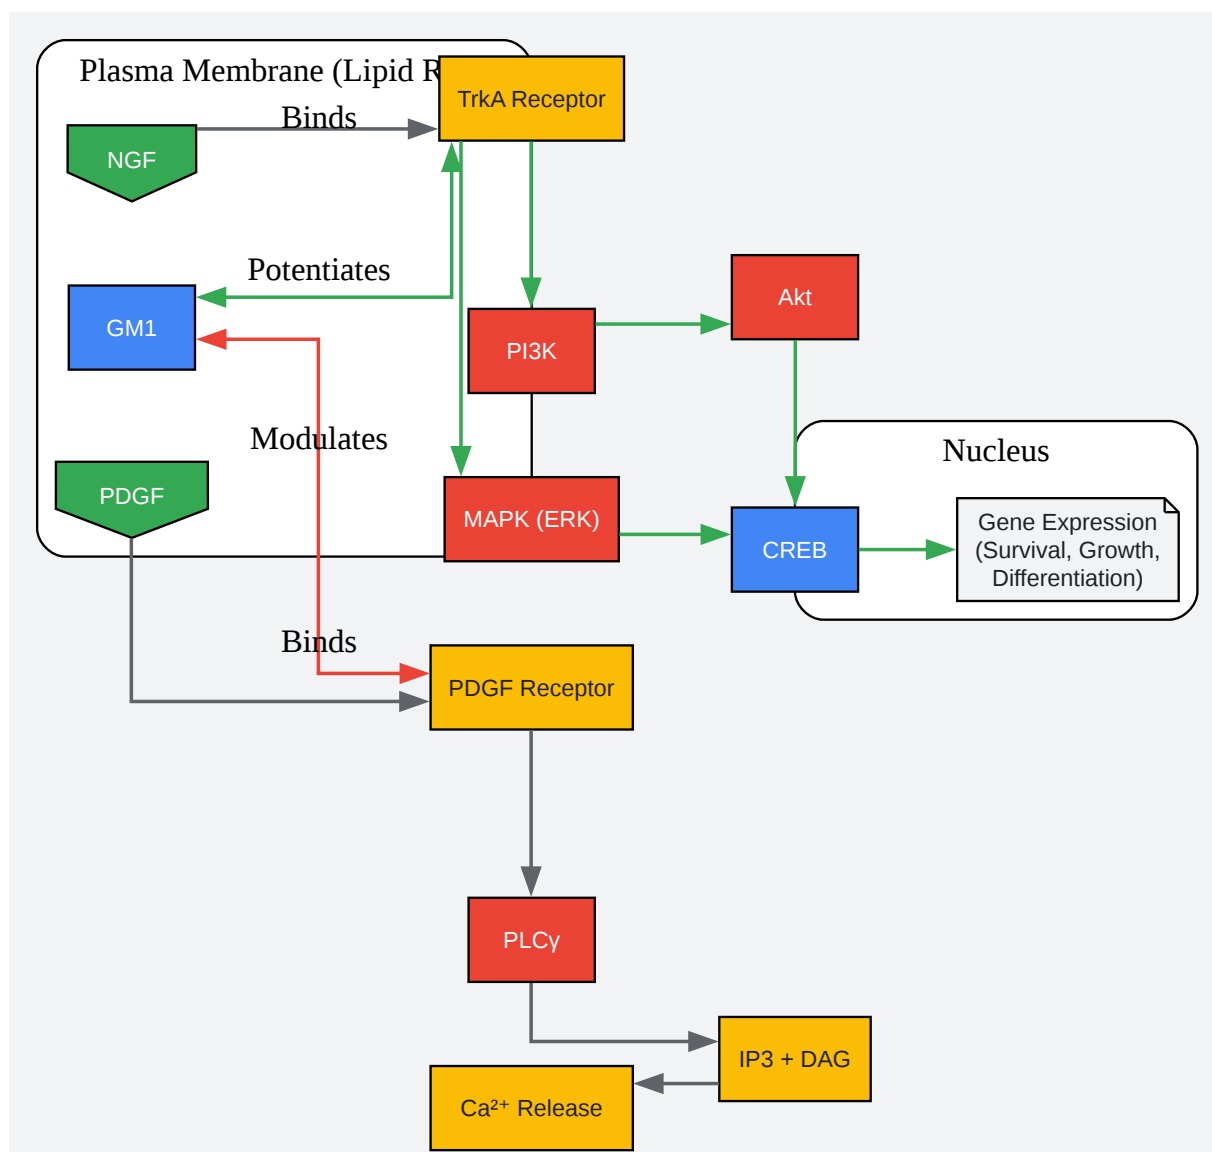 Plasma Membrane (Lipid R
TrkA Receptor
Binds
NGF
Potentiates
GM1
Akt
PI3K
Modulates
Nucleus
PDGF
MAPK (ERK)
CREB
Gene Expression
(Survival, Growth,
Differentiation)
Binds
PDGF Receptor
PLCγ
IP3 + DAG
Ca²⁺ Release